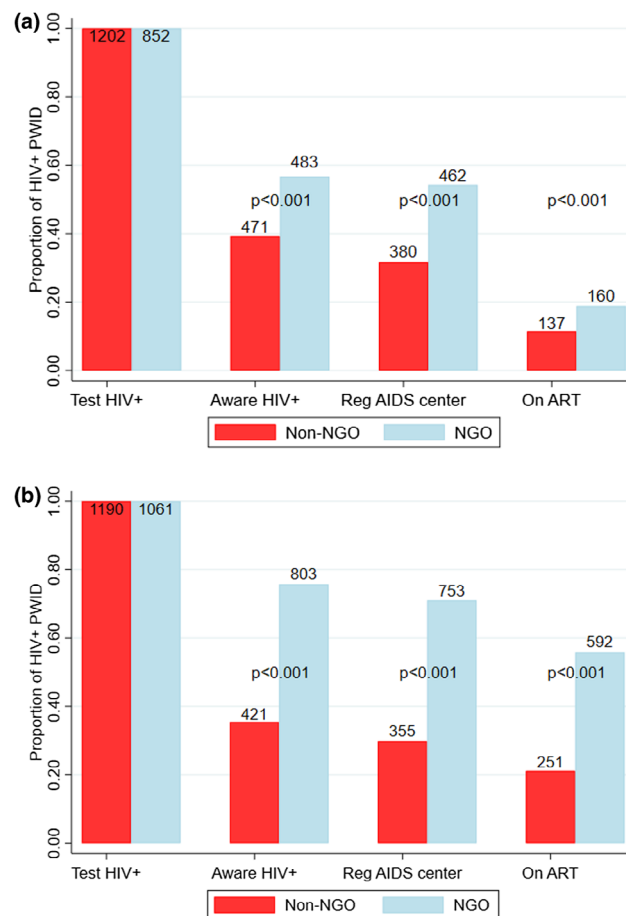 (a)
Proportion of HIV+ PWID
1.00
0.80
0.60
0.40
0.20
0.00
1202 852
483
462
p<0.001 p<0.001 p<0.001
471
380
137 160
Test HIV+ Aware HIV+ Reg AIDS center On ART
Non-NGO NGO
(b)
Proportion of HIV+ PWID
1.00
0.80
0.60
0.40
0.20
0.00
1190 1061
803
753
592
p<0.001 p<0.001 p<0.001
421
355
251
Test HIV+ Aware HIV+ Reg AIDS center On ART
Non-NGO NGO